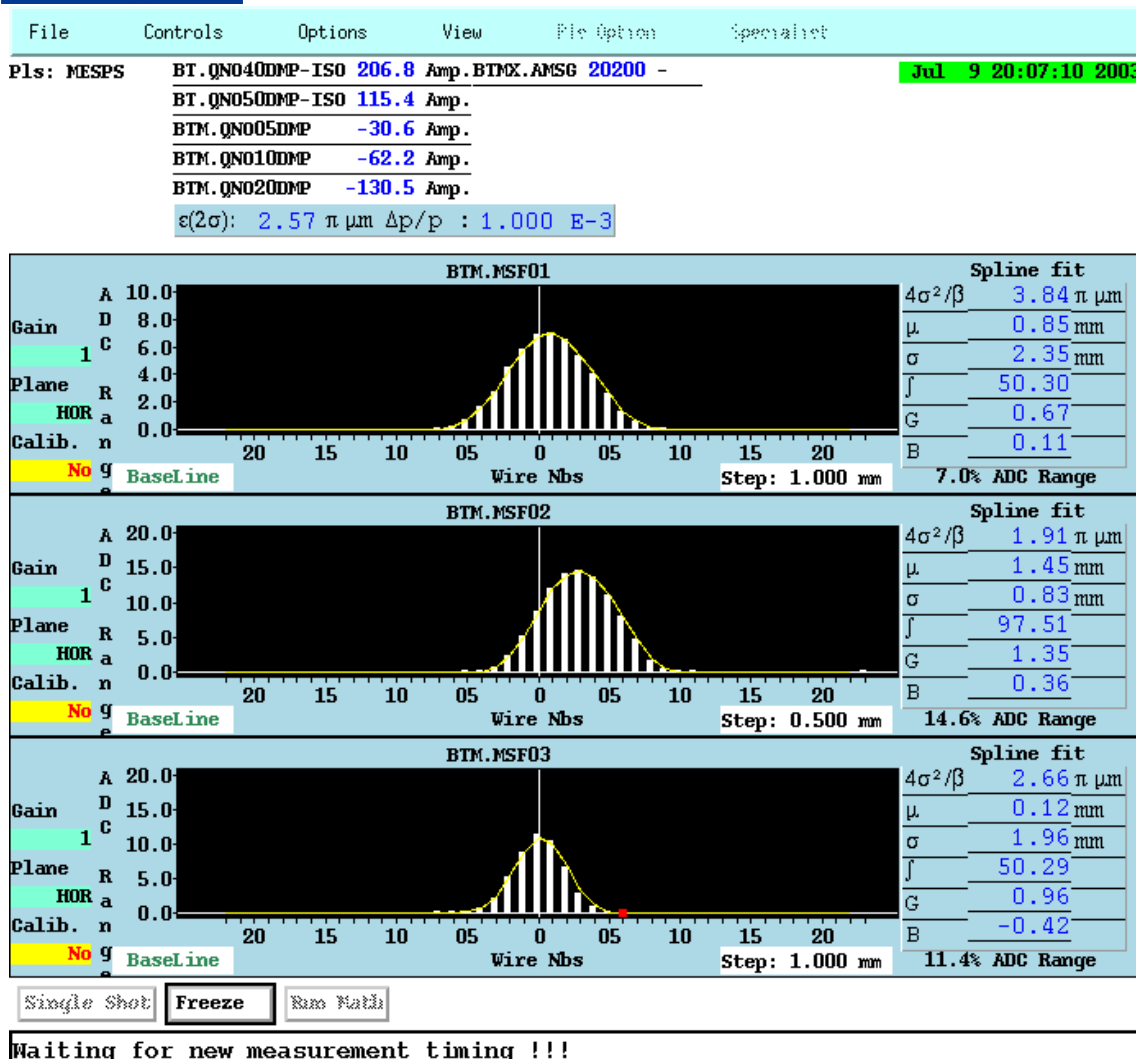 File Controls Options View Pls Option Specialist
Pls: MESPS BT.QNO40DMP-ISO 206.8 Amp. BTMX.AMSG 20200 - Jul 9 20:07:10 2003
BT.QNO50DMP-ISO 115.4 Amp.
BTM.QNO05DMP -30.6 Amp.
BTM.QNO10DMP -62.2 Amp.
BTM.QNO20DMP -130.5 Amp.
ε(2σ): 2.57 π µm Δp/p : 1.000 E-3
BTM.MSF01 Spline fit
ADC Range
10.0
8.0
6.0
4.0
2.0
0.0
Gain
1
Plane
HOR
Calib.
No
20 15 10 05 0 05 10 15 20
BaseLine Wire Nbs Step: 1.000 mm
4σ²/β 3.84 π µm
µ 0.85 mm
σ 2.35 mm
∫ 50.30
G 0.67
B 0.11
7.0% ADC Range
BTM.MSF02 Spline fit
ADC Range
20.0
15.0
10.0
5.0
0.0
Gain
1
Plane
HOR
Calib.
No
20 15 10 05 0 05 10 15 20
BaseLine Wire Nbs Step: 0.500 mm
4σ²/β 1.91 π µm
µ 1.45 mm
σ 0.83 mm
∫ 97.51
G 1.35
B 0.36
14.6% ADC Range
BTM.MSF03 Spline fit
ADC Range
20.0
15.0
10.0
5.0
0.0
Gain
1
Plane
HOR
Calib.
No
20 15 10 05 0 05 10 15 20
BaseLine Wire Nbs Step: 1.000 mm
4σ²/β 2.66 π µm
µ 0.12 mm
σ 1.96 mm
∫ 50.29
G 0.96
B -0.42
11.4% ADC Range
Single Shot Freeze Run Math
Waiting for new measurement timing !!!